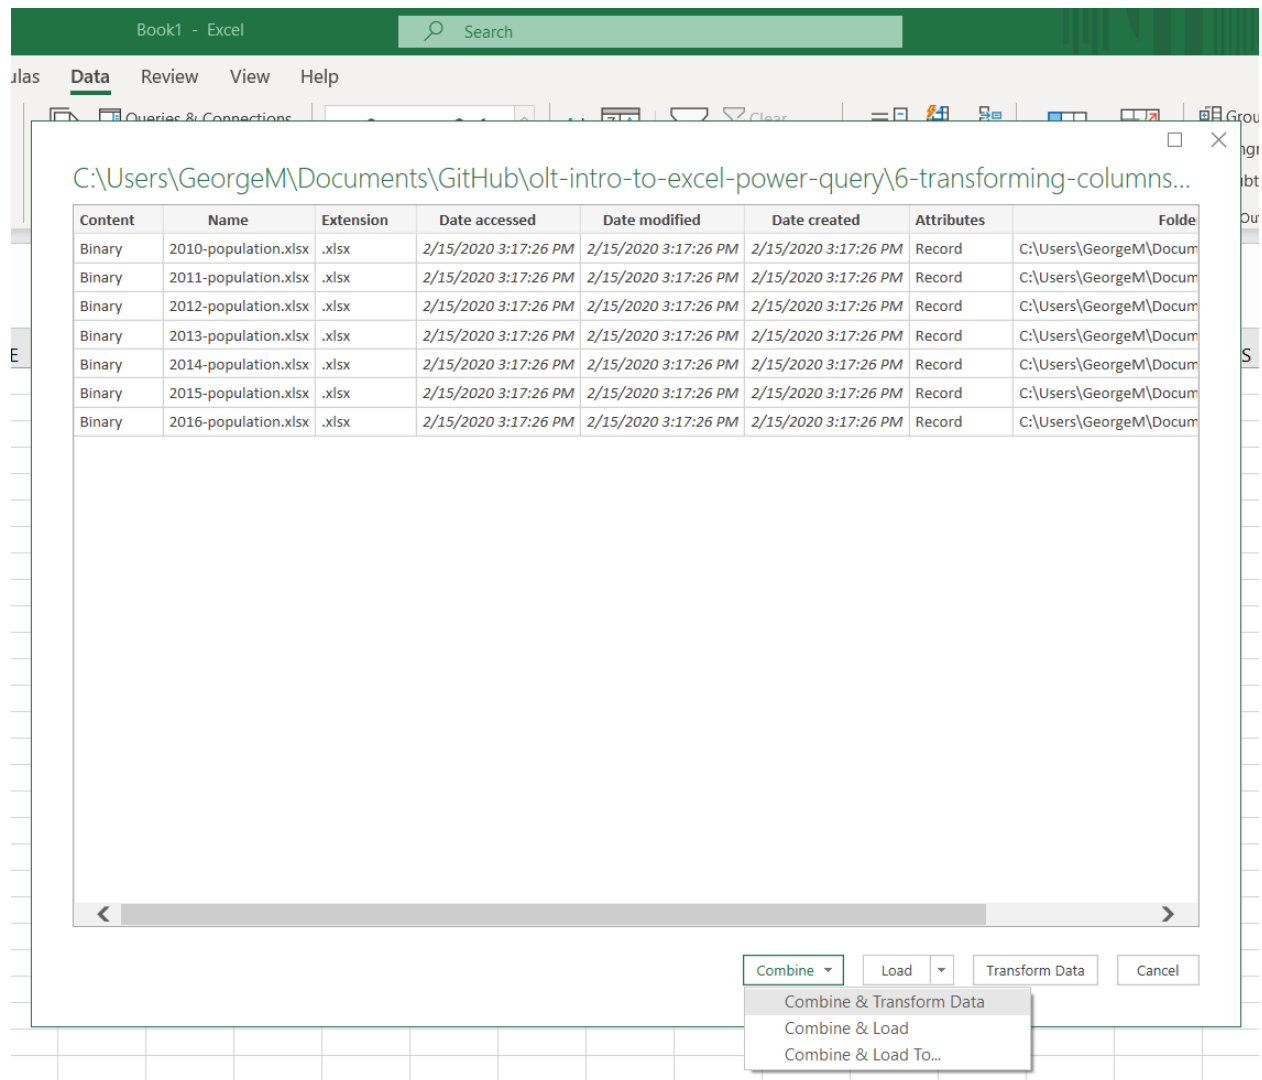 Book1 - Excel
Search
ulas Data Review View Help
Queries & Connections
Clear
Grou
C:\Users\GeorgeM\Documents\GitHub\olt-intro-to-excel-power-query\6-transforming-columns...
Content Name Extension Date accessed Date modified Date created Attributes Folde
Binary 2010-population.xlsx .xlsx 2/15/2020 3:17:26 PM 2/15/2020 3:17:26 PM 2/15/2020 3:17:26 PM Record C:\Users\GeorgeM\Docum
Binary 2011-population.xlsx .xlsx 2/15/2020 3:17:26 PM 2/15/2020 3:17:26 PM 2/15/2020 3:17:26 PM Record C:\Users\GeorgeM\Docum
Binary 2012-population.xlsx .xlsx 2/15/2020 3:17:26 PM 2/15/2020 3:17:26 PM 2/15/2020 3:17:26 PM Record C:\Users\GeorgeM\Docum
Binary 2013-population.xlsx .xlsx 2/15/2020 3:17:26 PM 2/15/2020 3:17:26 PM 2/15/2020 3:17:26 PM Record C:\Users\GeorgeM\Docum
Binary 2014-population.xlsx .xlsx 2/15/2020 3:17:26 PM 2/15/2020 3:17:26 PM 2/15/2020 3:17:26 PM Record C:\Users\GeorgeM\Docum
Binary 2015-population.xlsx .xlsx 2/15/2020 3:17:26 PM 2/15/2020 3:17:26 PM 2/15/2020 3:17:26 PM Record C:\Users\GeorgeM\Docum
Binary 2016-population.xlsx .xlsx 2/15/2020 3:17:26 PM 2/15/2020 3:17:26 PM 2/15/2020 3:17:26 PM Record C:\Users\GeorgeM\Docum
E
S
Combine Load Transform Data Cancel
Combine & Transform Data
Combine & Load
Combine & Load To...